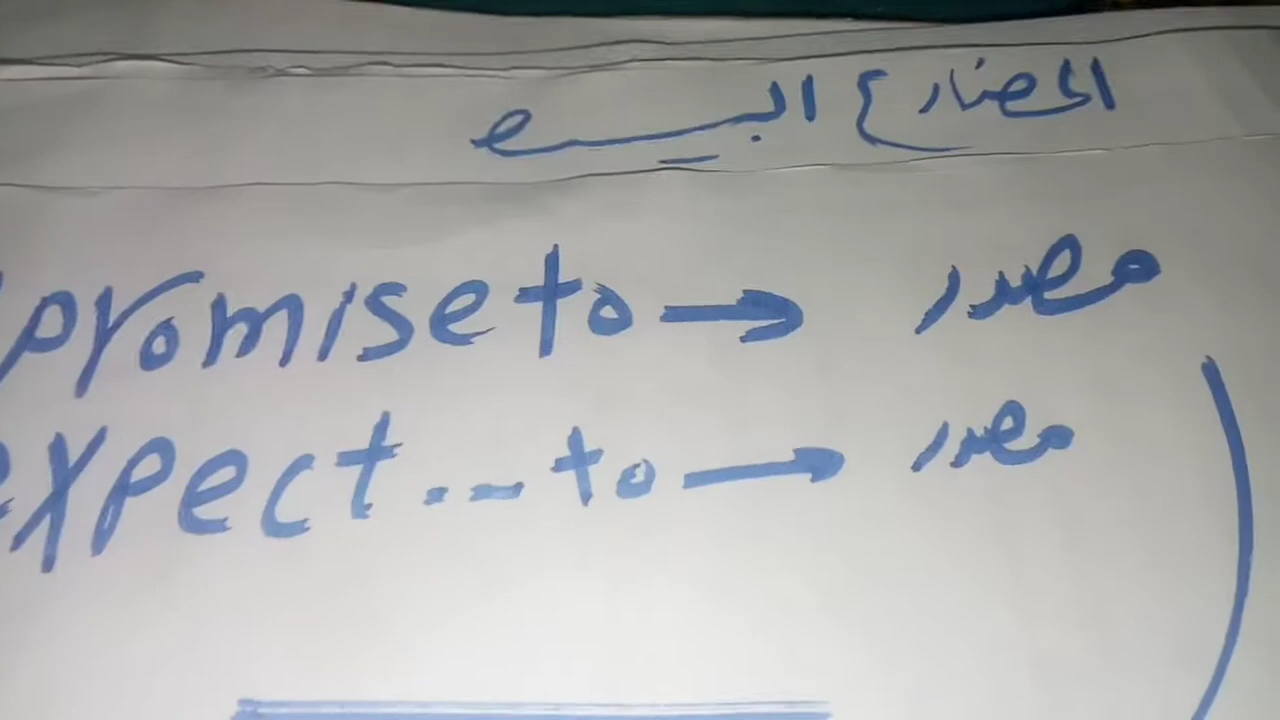 المضارع البسيط
promise to → مصدر
expect ... to → مصدر